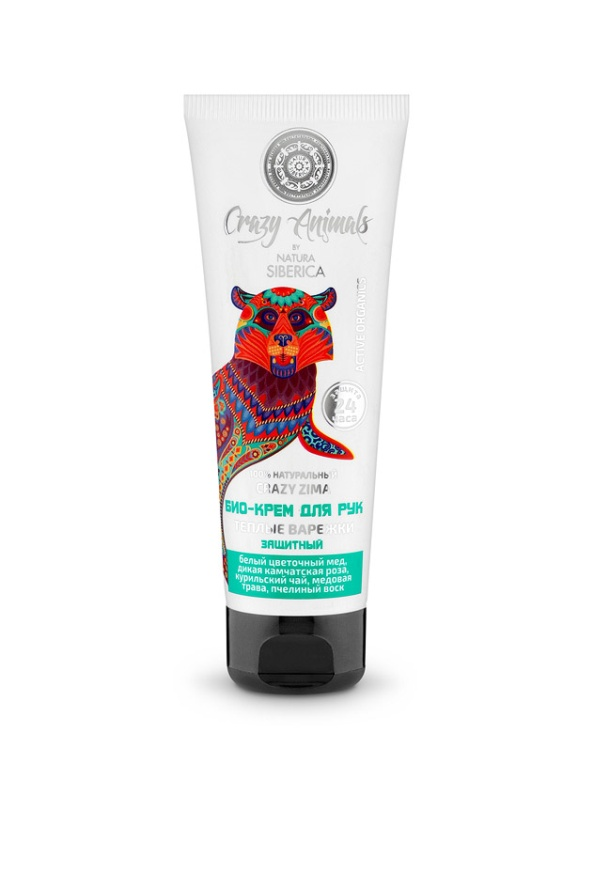 Crazy Animals
BY
NATURA
SIBERICA
ACTIVE ORGANICS
защита
24
часа
100% НАТУРАЛЬНЫЙ
CRAZY ZIMA
БИО-КРЕМ ДЛЯ РУК
ТЕПЛЫЕ ВАРЕЖКИ
ЗАЩИТНЫЙ
белый цветочный мед,
дикая камчатская роза,
курильский чай, медовая
трава, пчелиный воск